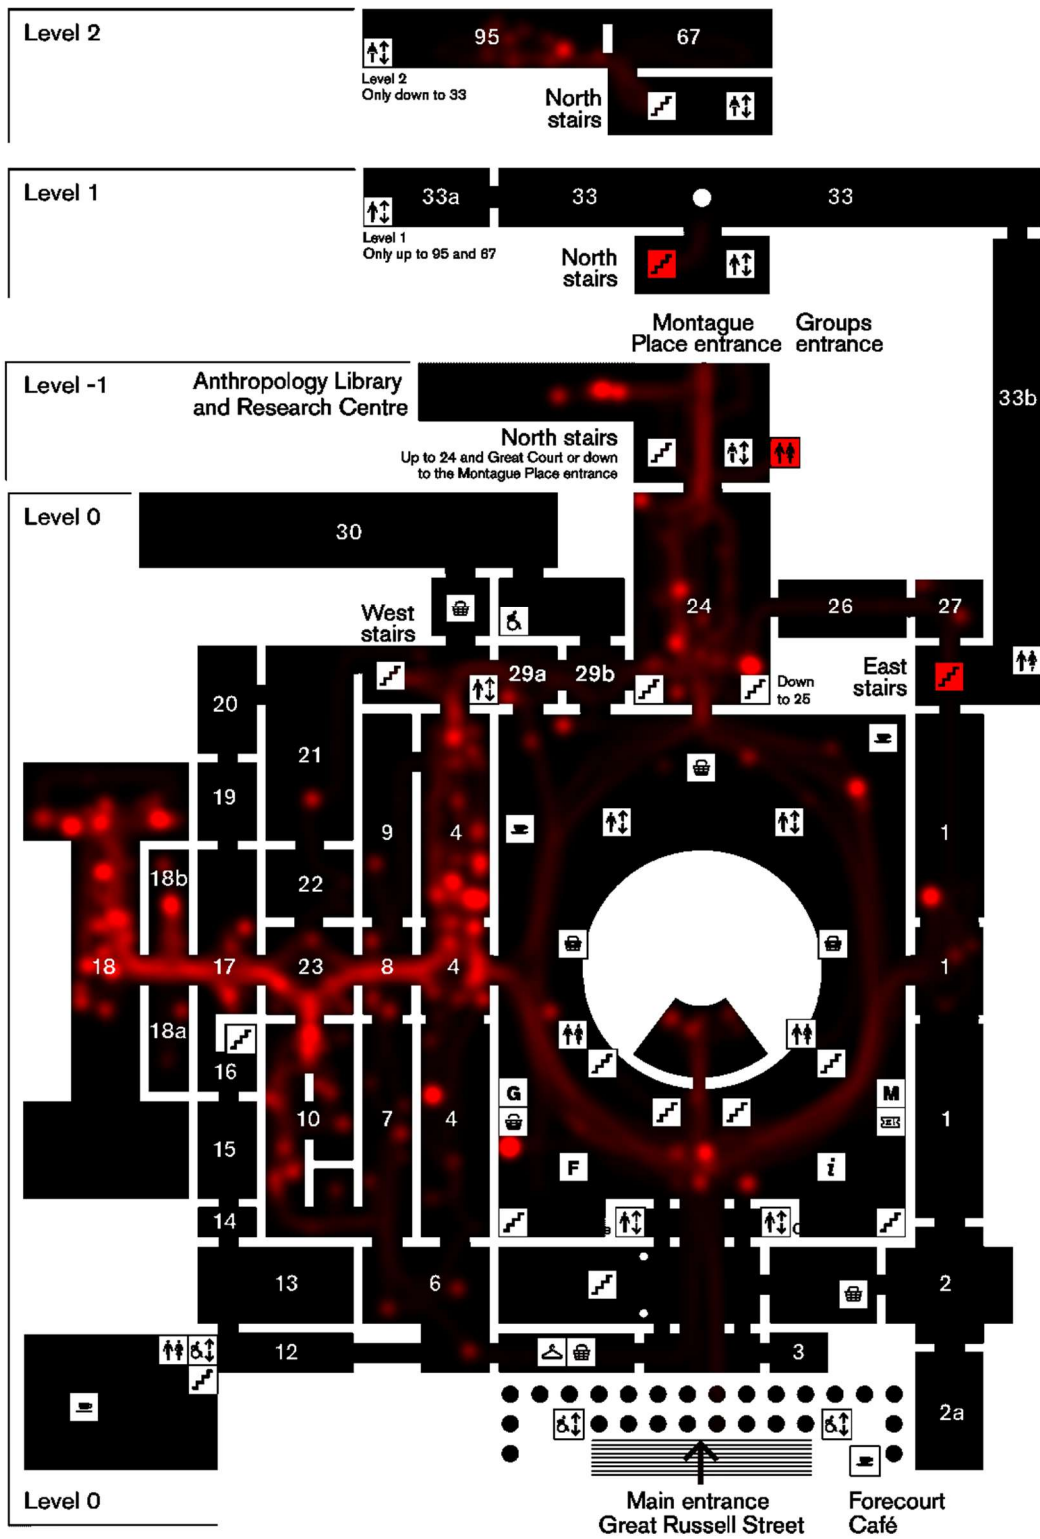 Level 2
95
67
Level 2
Only down to 33
North
stairs
Level 1
33a
33
33
Level 1
Only up to 95 and 67
North
stairs
Montague
Place entrance
Groups
entrance
Level -1
Anthropology Library
and Research Centre
33b
North stairs
Up to 24 and Great Court or down
to the Montague Place entrance
Level 0
30
24
26
27
West
stairs
29a
29b
Down
to 25
East
stairs
20
21
19
9
4
1
18b
22
18
17
23
8
4
1
18a
16
10
7
4
G
M
1
15
F
i
14
13
6
2
12
3
2a
Level 0
Main entrance
Great Russell Street
Forecourt
Café